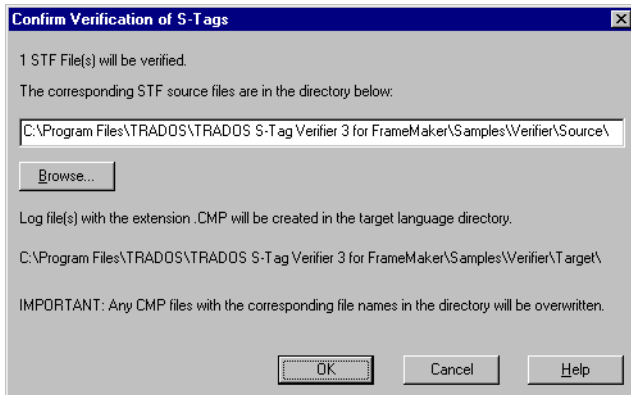 Confirm Verification of S-Tags
1 STF File(s) will be verified.
The corresponding STF source files are in the directory below:
C:\Program Files\TRADOS\TRADOS S-Tag Verifier 3 for FrameMaker\Samples\Verifier\Source\
Browse...
Log file(s) with the extension .CMP will be created in the target language directory.
C:\Program Files\TRADOS\TRADOS S-Tag Verifier 3 for FrameMaker\Samples\Verifier\Target\
IMPORTANT: Any CMP files with the corresponding file names in the directory will be overwritten.
OK Cancel Help